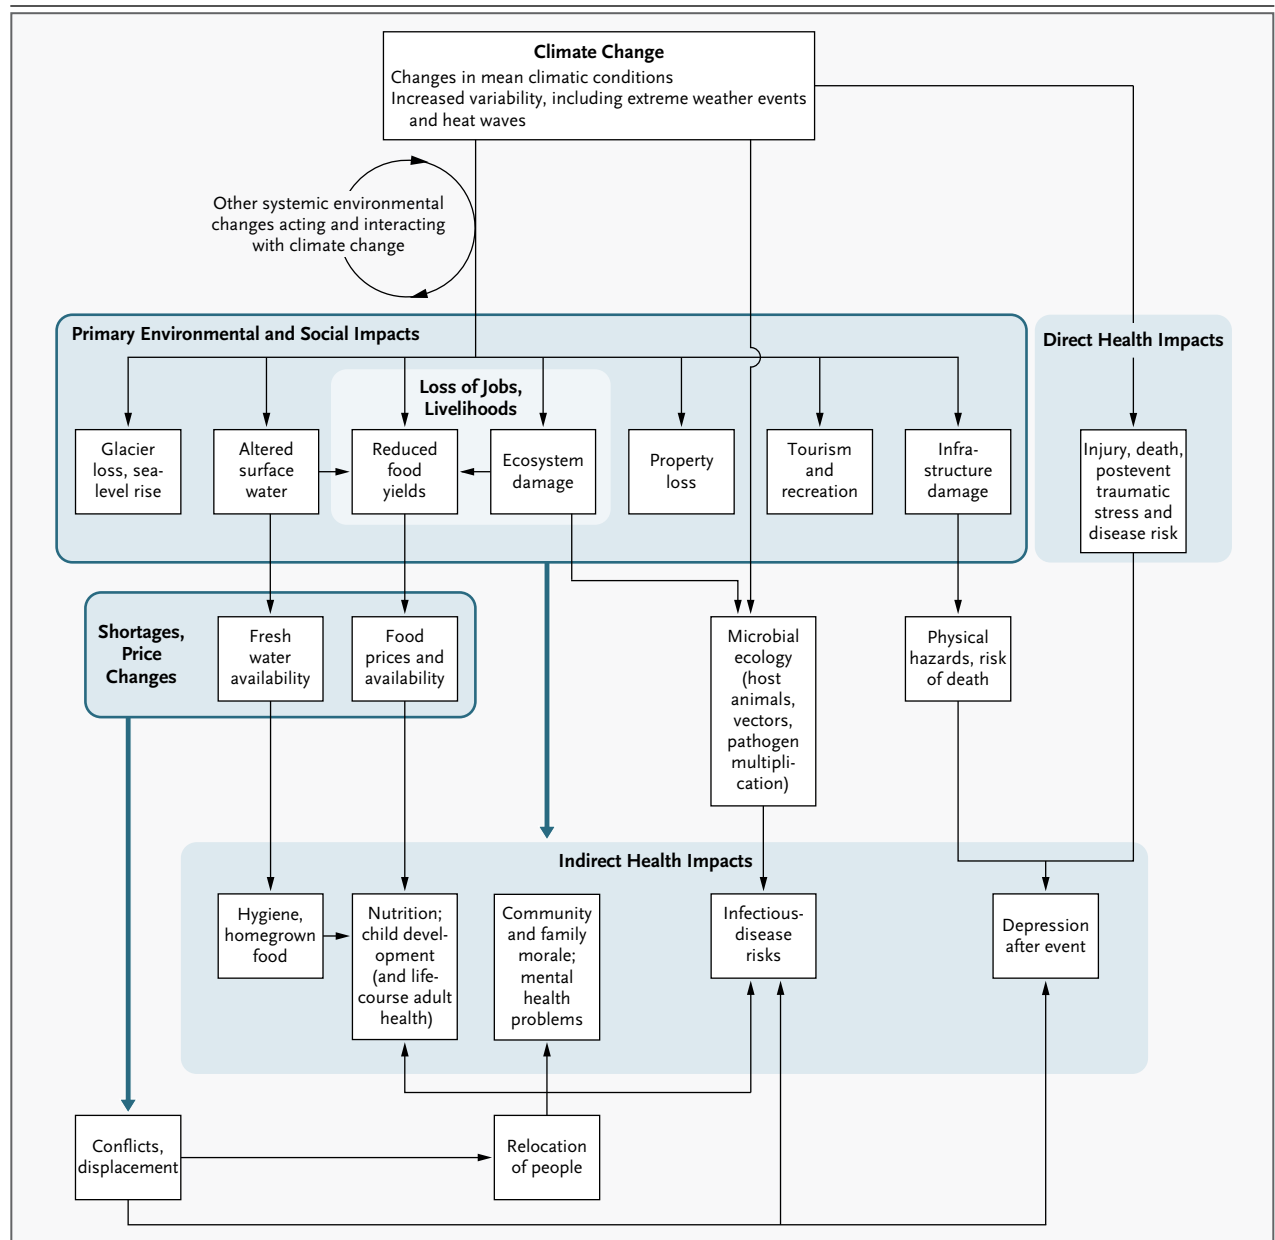 Climate Change
Changes in mean climatic conditions
Increased variability, including extreme weather events
and heat waves
Other systemic environmental
changes acting and interacting
with climate change
Primary Environmental and Social Impacts
Direct Health Impacts
Loss of Jobs,
Livelihoods
Glacier
loss, sea-
level rise
Altered
surface
water
Reduced
food
yields
Ecosystem
damage
Property
loss
Tourism
and
recreation
Infra-
structure
damage
Injury, death,
postevent
traumatic
stress and
disease risk
Shortages,
Price
Changes
Fresh
water
availability
Food
prices and
availability
Microbial
ecology
(host
animals,
vectors,
pathogen
multipli-
cation)
Physical
hazards, risk
of death
Indirect Health Impacts
Hygiene,
homegrown
food
Nutrition;
child devel-
opment
(and life-
course adult
health)
Community
and family
morale;
mental
health
problems
Infectious-
disease
risks
Depression
after event
Conflicts,
displacement
Relocation
of people